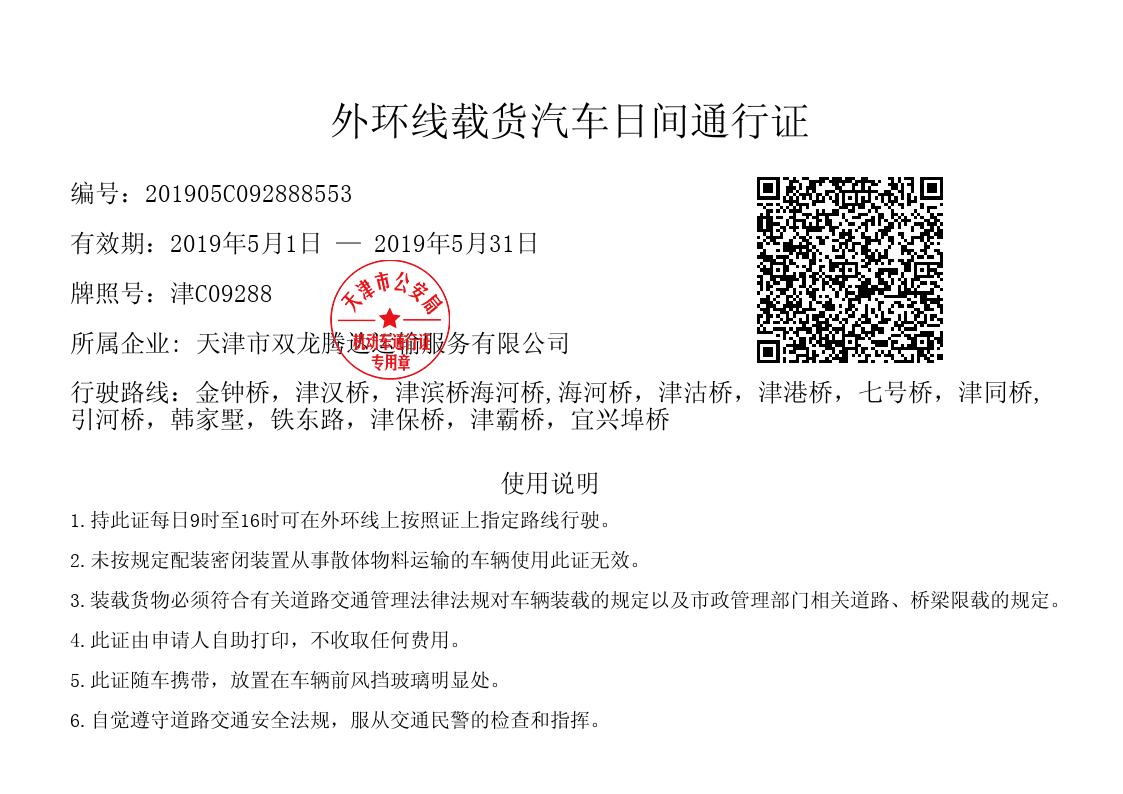 外环线载货汽车日间通行证
编号：201905C092888553
有效期：2019年5月1日 — 2019年5月31日
牌照号：津C09288
所属企业: 天津市双龙腾运输服务有限公司
天津市公安局
机动车通行证
专用章
行驶路线：金钟桥，津汉桥，津滨桥海河桥,海河桥，津沽桥，津港桥，七号桥，津同桥,
引河桥，韩家墅，铁东路，津保桥，津霸桥，宜兴埠桥
使用说明
1.持此证每日9时至16时可在外环线上按照证上指定路线行驶。
2.未按规定配装密闭装置从事散体物料运输的车辆使用此证无效。
3.装载货物必须符合有关道路交通管理法律法规对车辆装载的规定以及市政管理部门相关道路、桥梁限载的规定。
4.此证由申请人自助打印，不收取任何费用。
5.此证随车携带，放置在车辆前风挡玻璃明显处。
6.自觉遵守道路交通安全法规，服从交通民警的检查和指挥。